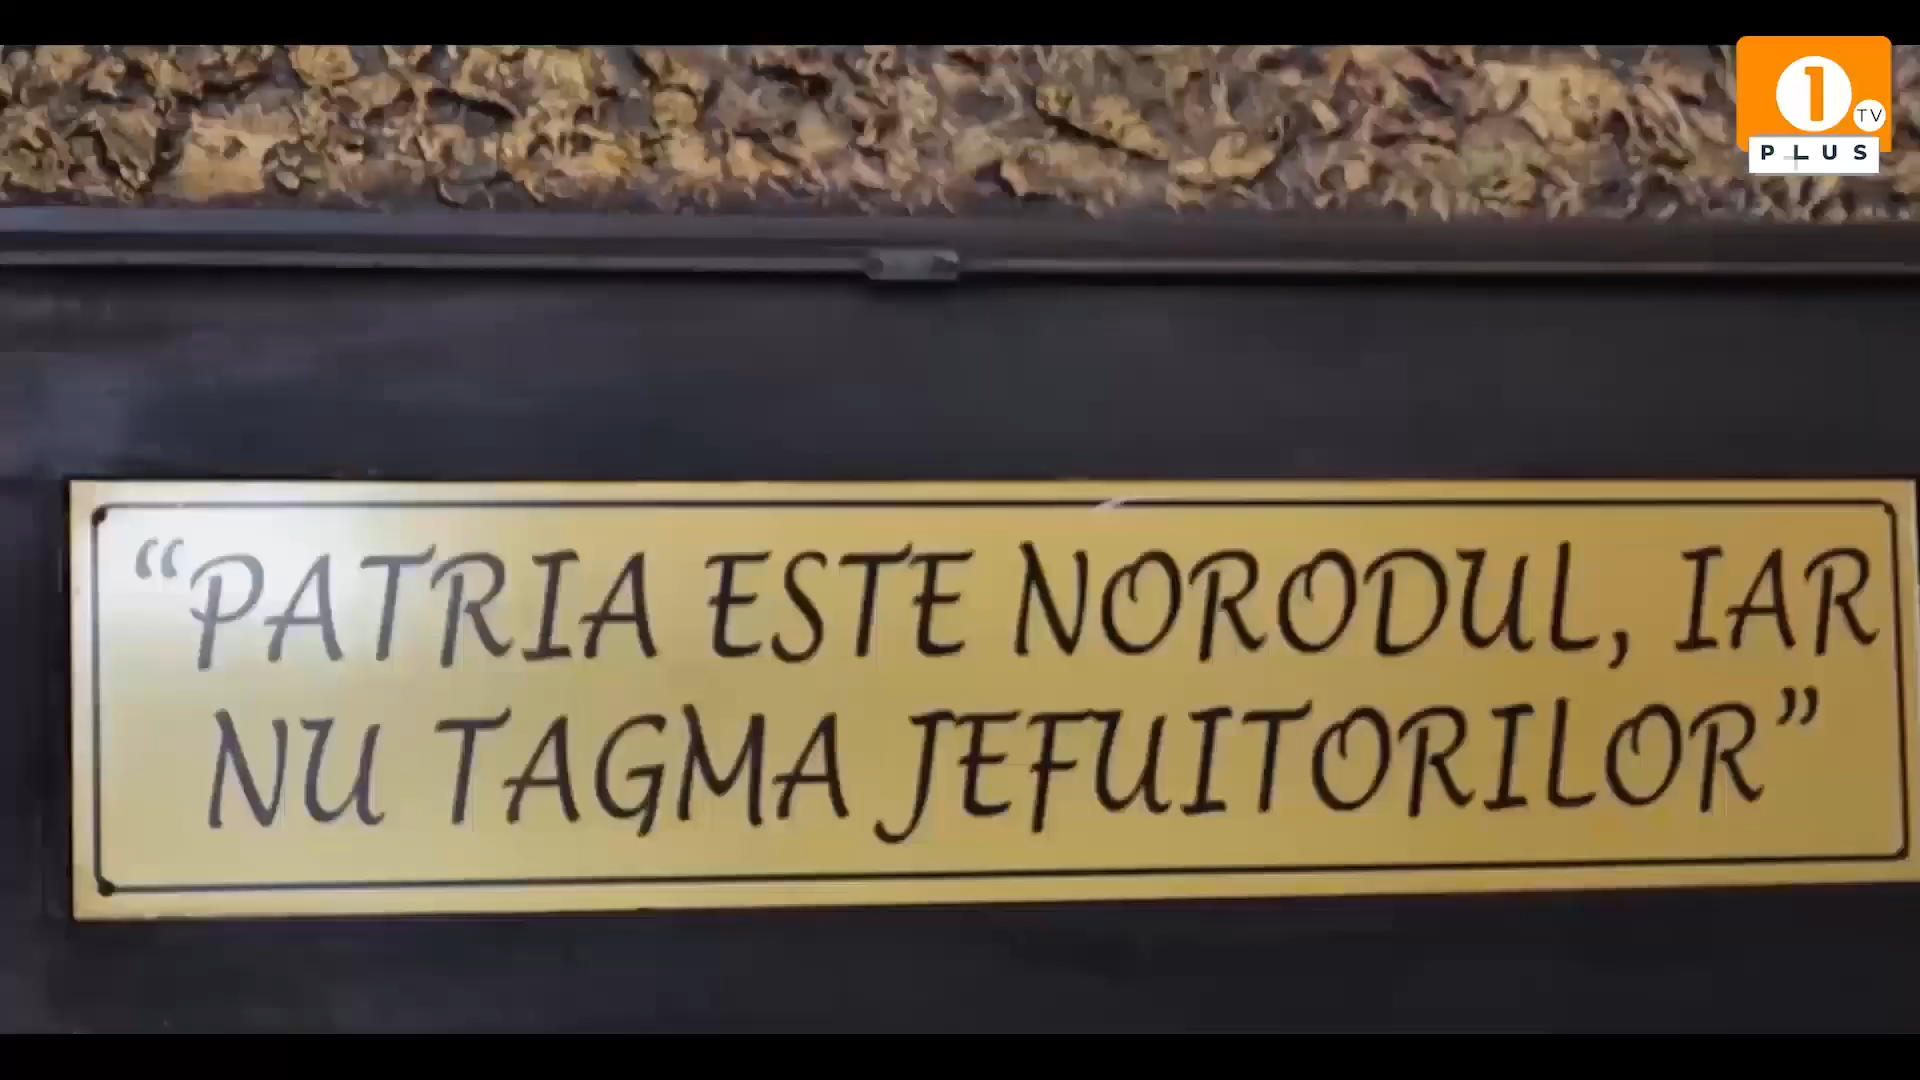 1 TV
PLUS
“PATRIA ESTE NORODUL, IAR
NU TAGMA JEFUITORILOR”